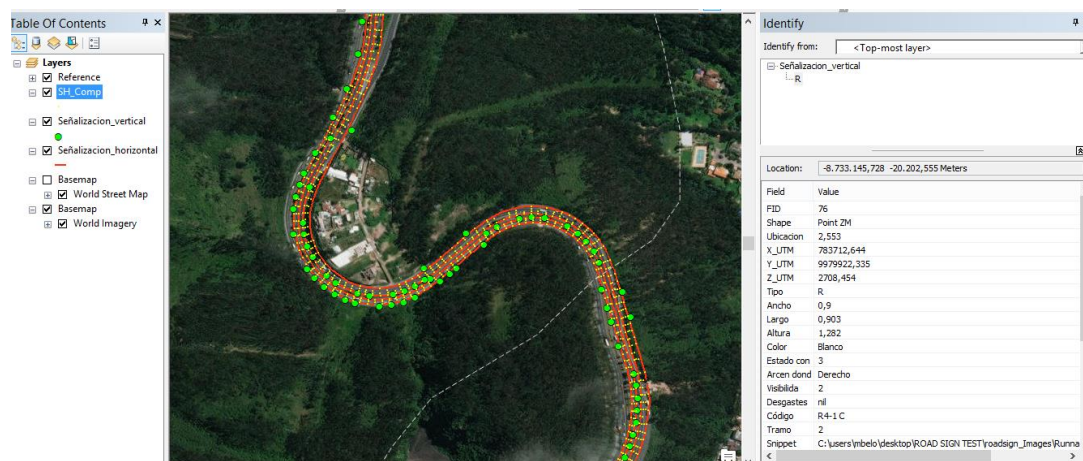 Table Of Contents
Layers
Reference
SH_Comp
Señalizacion_vertical
Señalizacion_horizontal
Basemap
World Street Map
Basemap
World Imagery
Identify
Identify from: <Top-most layer>
Señalizacion_vertical
R
Location: -8.733.145,728 -20.202,555 Meters
Field Value
FID 76
Shape Point ZM
Ubicacion 2,553
X_UTM 783712,644
Y_UTM 9979922,335
Z_UTM 2708,454
Tipo R
Ancho 0,9
Largo 0,903
Altura 1,282
Color Blanco
Estado con 3
Arcen dond Derecho
Visibilida 2
Desgastes nil
Código R4-1 C
Tramo 2
Snippet C:\users\mbelo\desktop\ROAD SIGN TEST\roadsign_Images\Runna